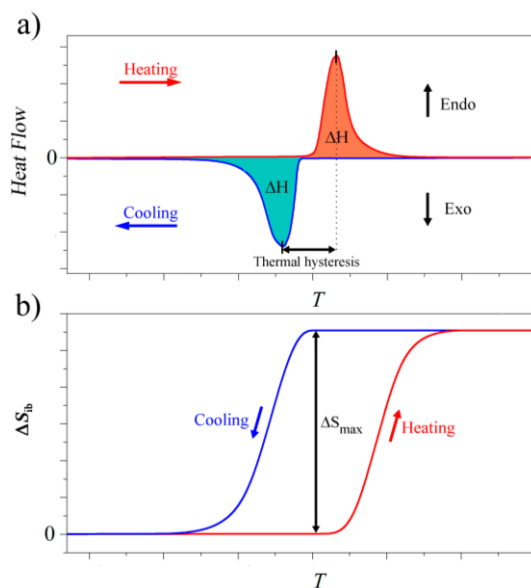 a)
Heating
Endo
Heat Flow
ΔH
0
ΔH
Cooling
Exo
Thermal hysteresis
T
b)
ΔS_ib
Cooling
ΔS_max
Heating
0
T